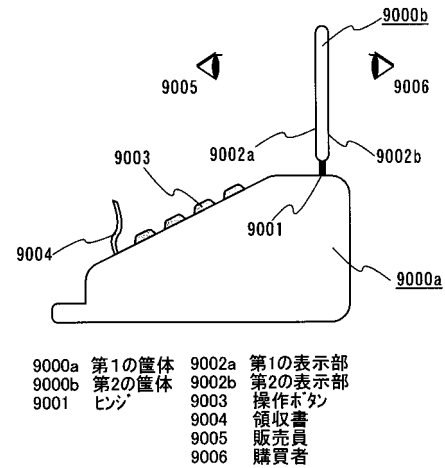 9000b
9005
9006
9002a
9002b
9003
9004
9001
9000a
9000a 第1の筐体 9002a 第1の表示部
9000b 第2の筐体 9002b 第2の表示部
9001 ヒンジ 9003 操作ボタン
9004 領収書
9005 販売員
9006 購買者